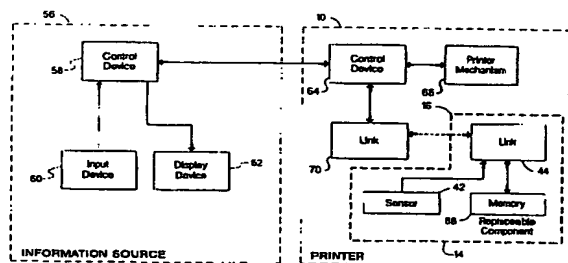 56
10
Control
Device
58
Control
Device
64
Printer
Mechanism
68
16
Input
Device
60
Display
Device
62
Link
70
Link
44
Sensor
42
Memory
Replaceable
Component
14
INFORMATION SOURCE
PRINTER